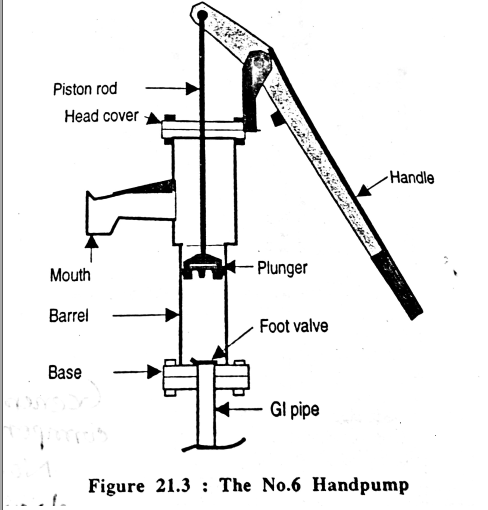 Piston rod
Head cover
Handle
Mouth
Plunger
Barrel
Foot valve
Base
GI pipe
Figure 21.3 : The No.6 Handpump